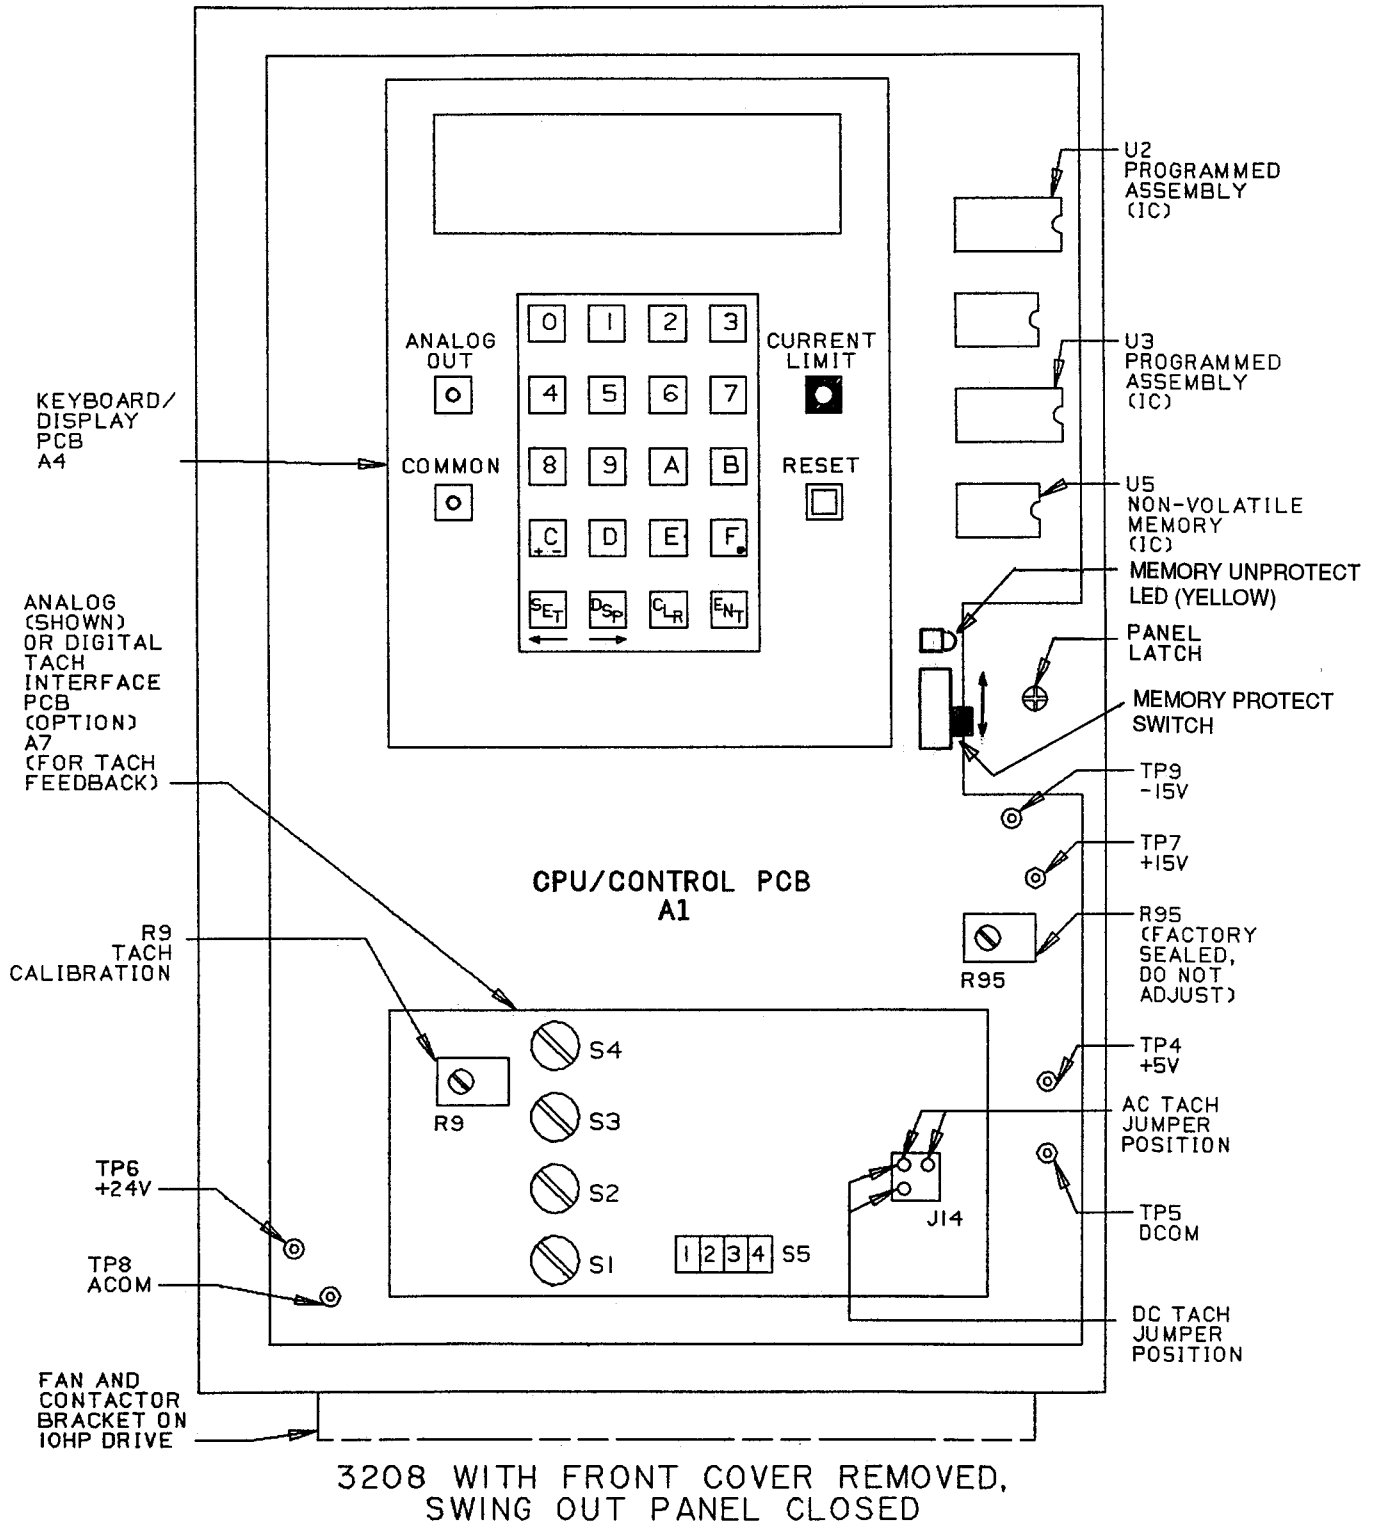 U2
PROGRAMMED
ASSEMBLY
(IC)
ANALOG
OUT
CURRENT
LIMIT
0 1 2 3
4 5 6 7
8 9 A B
C D E F
+ - .
SET DSP CLR ENT
COMMON
RESET
U3
PROGRAMMED
ASSEMBLY
(IC)
KEYBOARD/
DISPLAY
PCB
A4
U5
NON-VOLATILE
MEMORY
(IC)
MEMORY UNPROTECT
LED (YELLOW)
PANEL
LATCH
MEMORY PROTECT
SWITCH
ANALOG
(SHOWN)
OR DIGITAL
TACH
INTERFACE
PCB
(OPTION)
A7
(FOR TACH
FEEDBACK)
TP9
-15V
TP7
+15V
CPU/CONTROL PCB
A1
R95
(FACTORY
SEALED,
DO NOT
ADJUST)
R95
R9
TACH
CALIBRATION
R9
S4
S3
S2
S1
1 2 3 4 S5
J14
TP4
+5V
AC TACH
JUMPER
POSITION
TP5
DCOM
DC TACH
JUMPER
POSITION
TP6
+24V
TP8
ACOM
FAN AND
CONTACTOR
BRACKET ON
10HP DRIVE
3208 WITH FRONT COVER REMOVED,
SWING OUT PANEL CLOSED